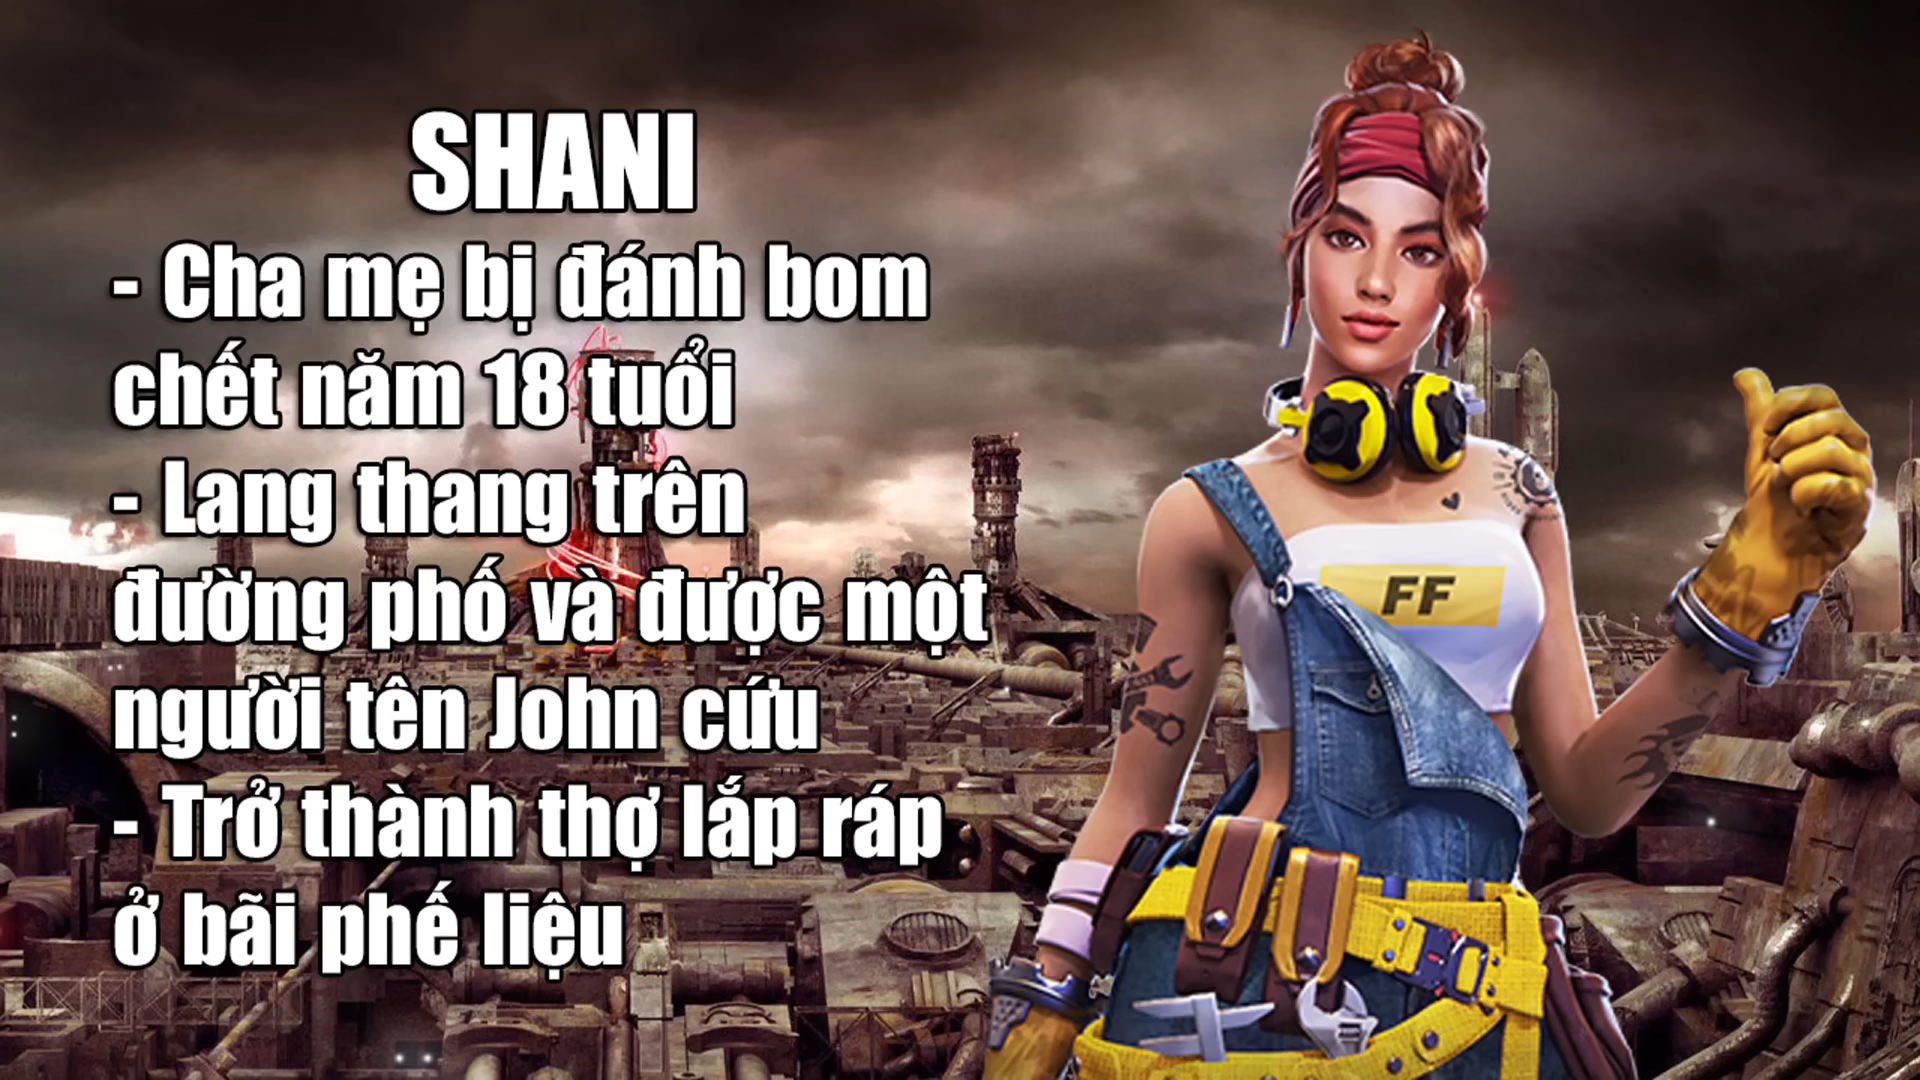 SHANI
- Cha mẹ bị đánh bom
chết năm 18 tuổi
- Lang thang trên
đường phố và được một
người tên John cứu
- Trở thành thợ lắp ráp
ở bãi phế liệu
FF